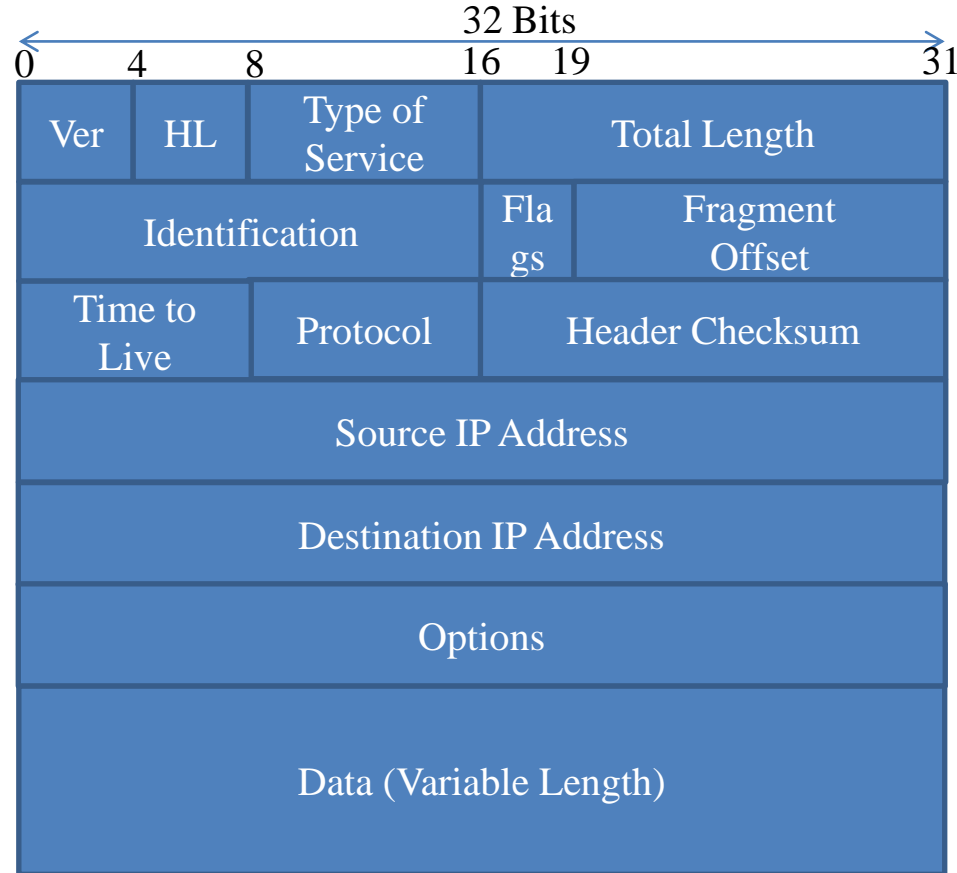 32 Bits
0 4 8 16 19 31
Ver HL Type of Service Total Length
Identification Fla gs Fragment Offset
Time to Live Protocol Header Checksum
Source IP Address
Destination IP Address
Options
Data (Variable Length)